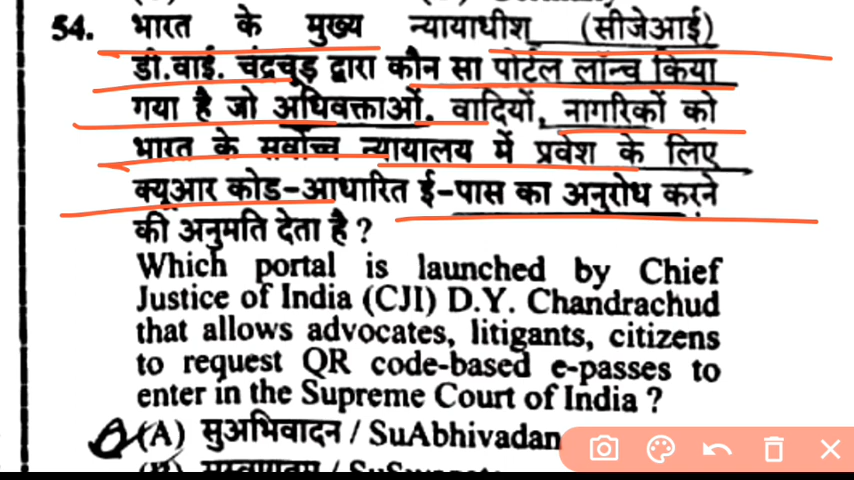 54. भारत के मुख्य न्यायाधीश (सीजेआई)
डी.वाई. चंद्रचूड़ द्वारा कौन सा पोर्टल लॉन्च किया
गया है जो अधिवक्ताओं, वादियों, नागरिकों को
भारत के सर्वोच्च न्यायालय में प्रवेश के लिए
क्यूआर कोड-आधारित ई-पास का अनुरोध करने
की अनुमति देता है ?
Which portal is launched by Chief
Justice of India (CJI) D.Y. Chandrachud
that allows advocates, litigants, citizens
to request QR code-based e-passes to
enter in the Supreme Court of India ?
(A) सुअभिवादन / SuAbhivadan